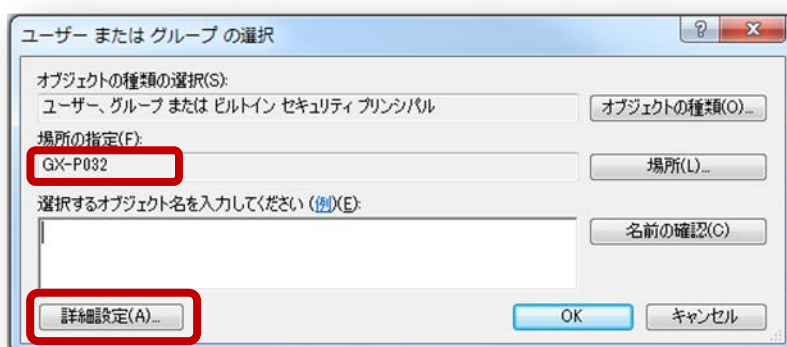 ユーザー または グループ の選択
オブジェクトの種類の選択(S):
ユーザー、グループ または ビルトイン セキュリティ プリンシパル
オブジェクトの種類(O)...
場所の指定(F):
GX-P032
場所(L)...
選択するオブジェクト名を入力してください (例)(E):
名前の確認(C)
詳細設定(A)...
OK
キャンセル